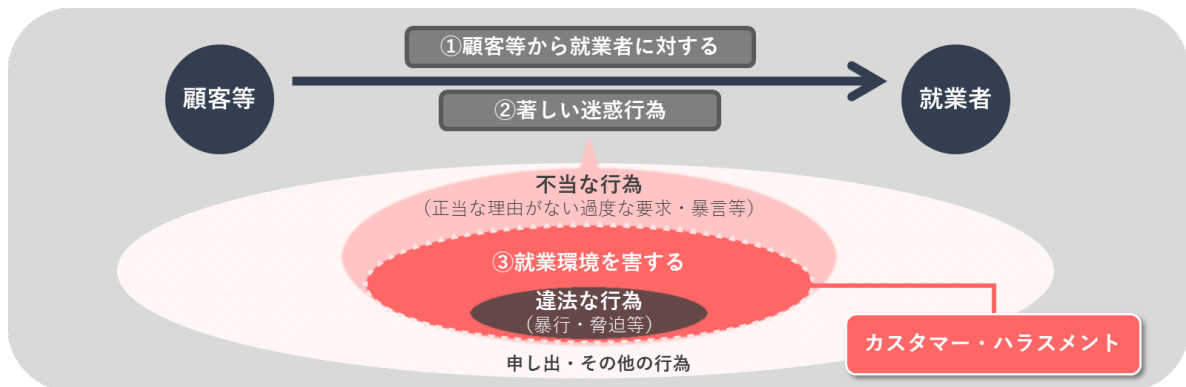 ①顧客等から就業者に対する
顧客等
就業者
②著しい迷惑行為
不当な行為
（正当な理由がない過度な要求・暴言等）
③就業環境を害する
違法な行為
（暴行・脅迫等）
カスタマー・ハラスメント
申し出・その他の行為